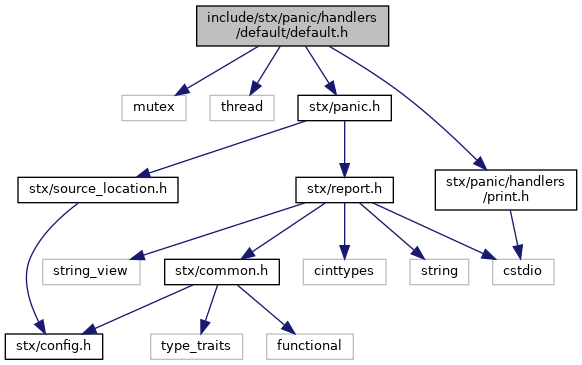 include/stx/panic/handlers
/default/default.h
mutex
thread
stx/panic.h
stx/source_location.h
stx/report.h
stx/panic/handlers
/print.h
string_view
stx/common.h
cinttypes
string
cstdio
stx/config.h
type_traits
functional